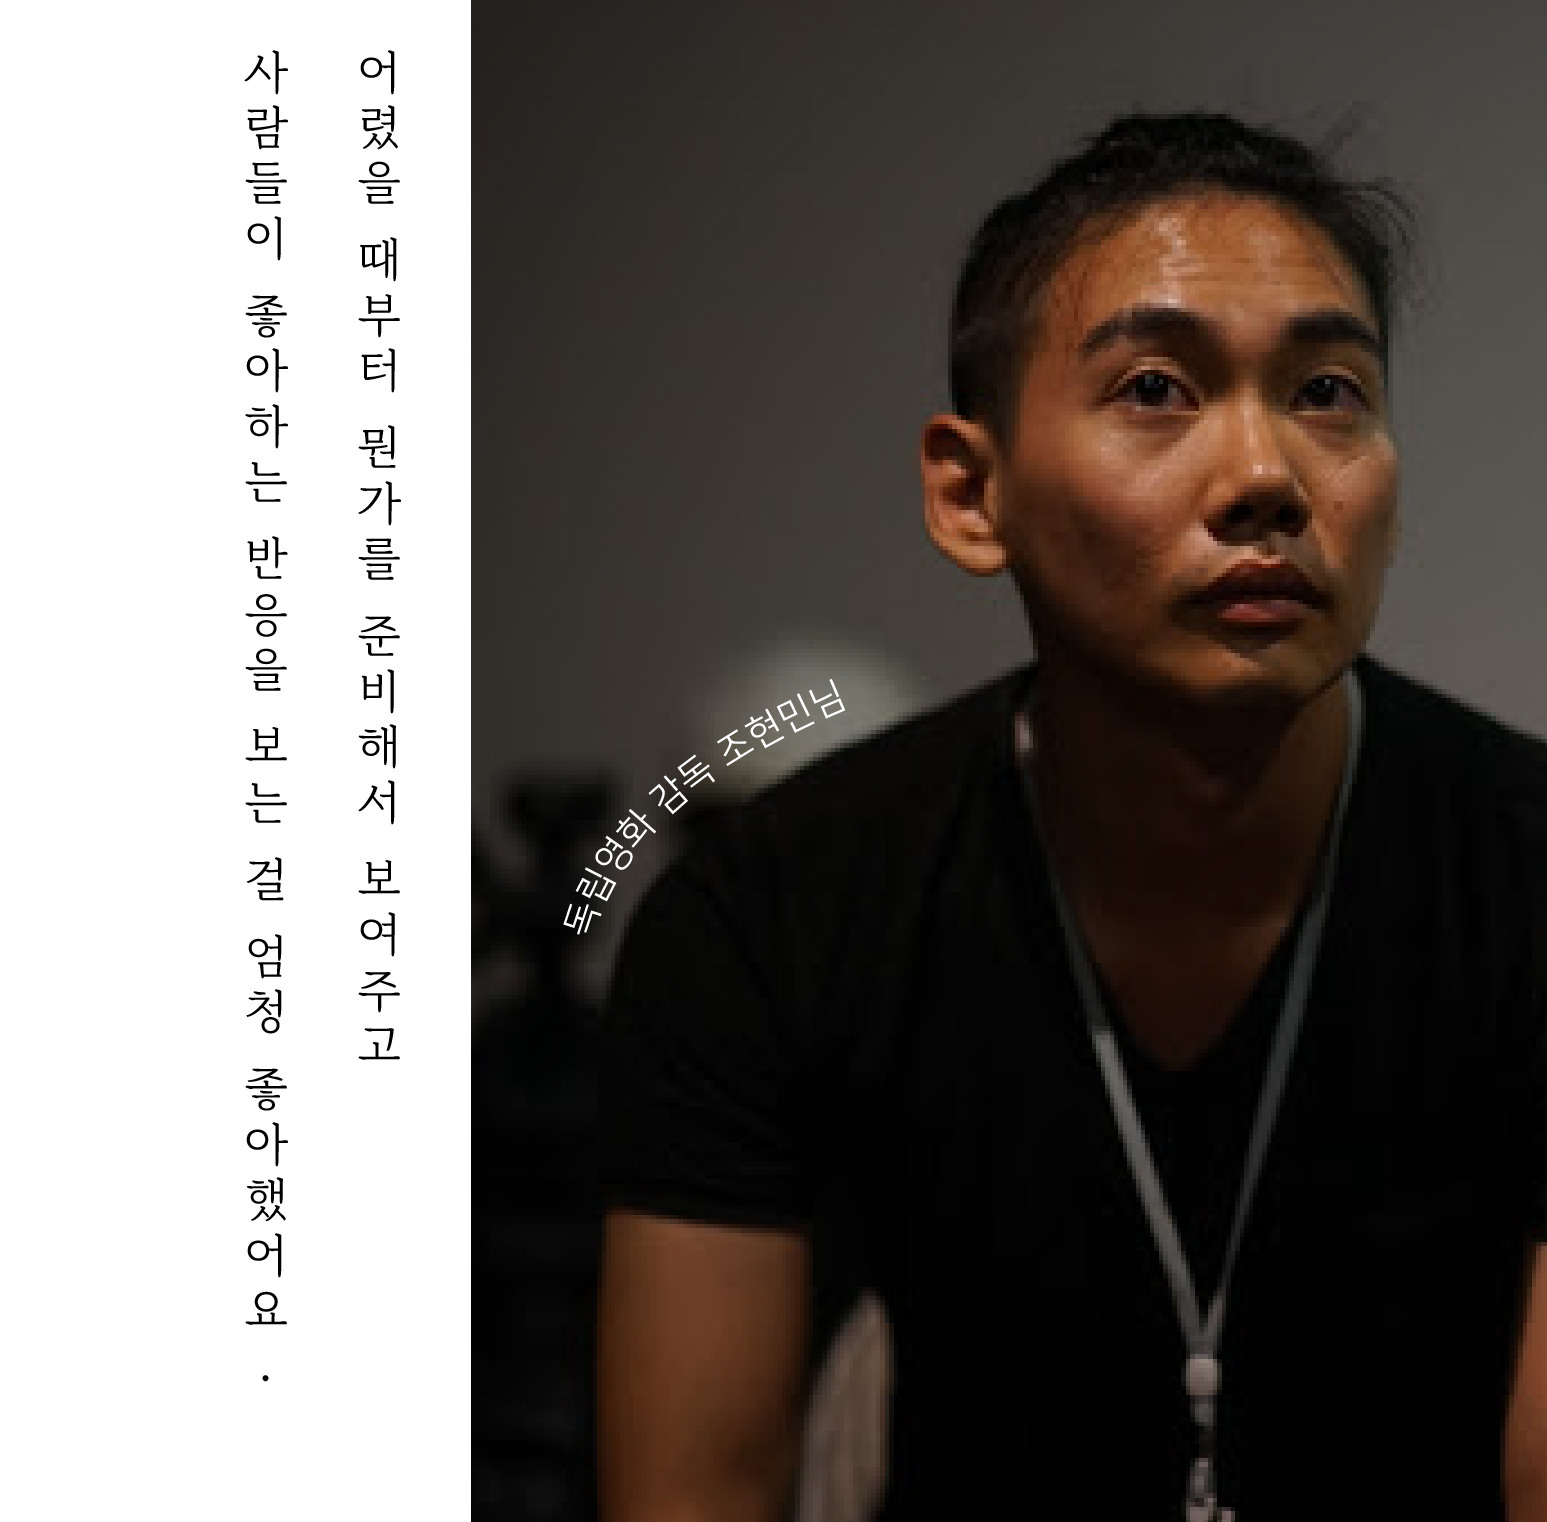 어렸을 때부터 뭔가를 준비해서 보여주고
사람들이 좋아하는 반응을 보는 걸 엄청 좋아했어요.
독립영화 감독 조현민님